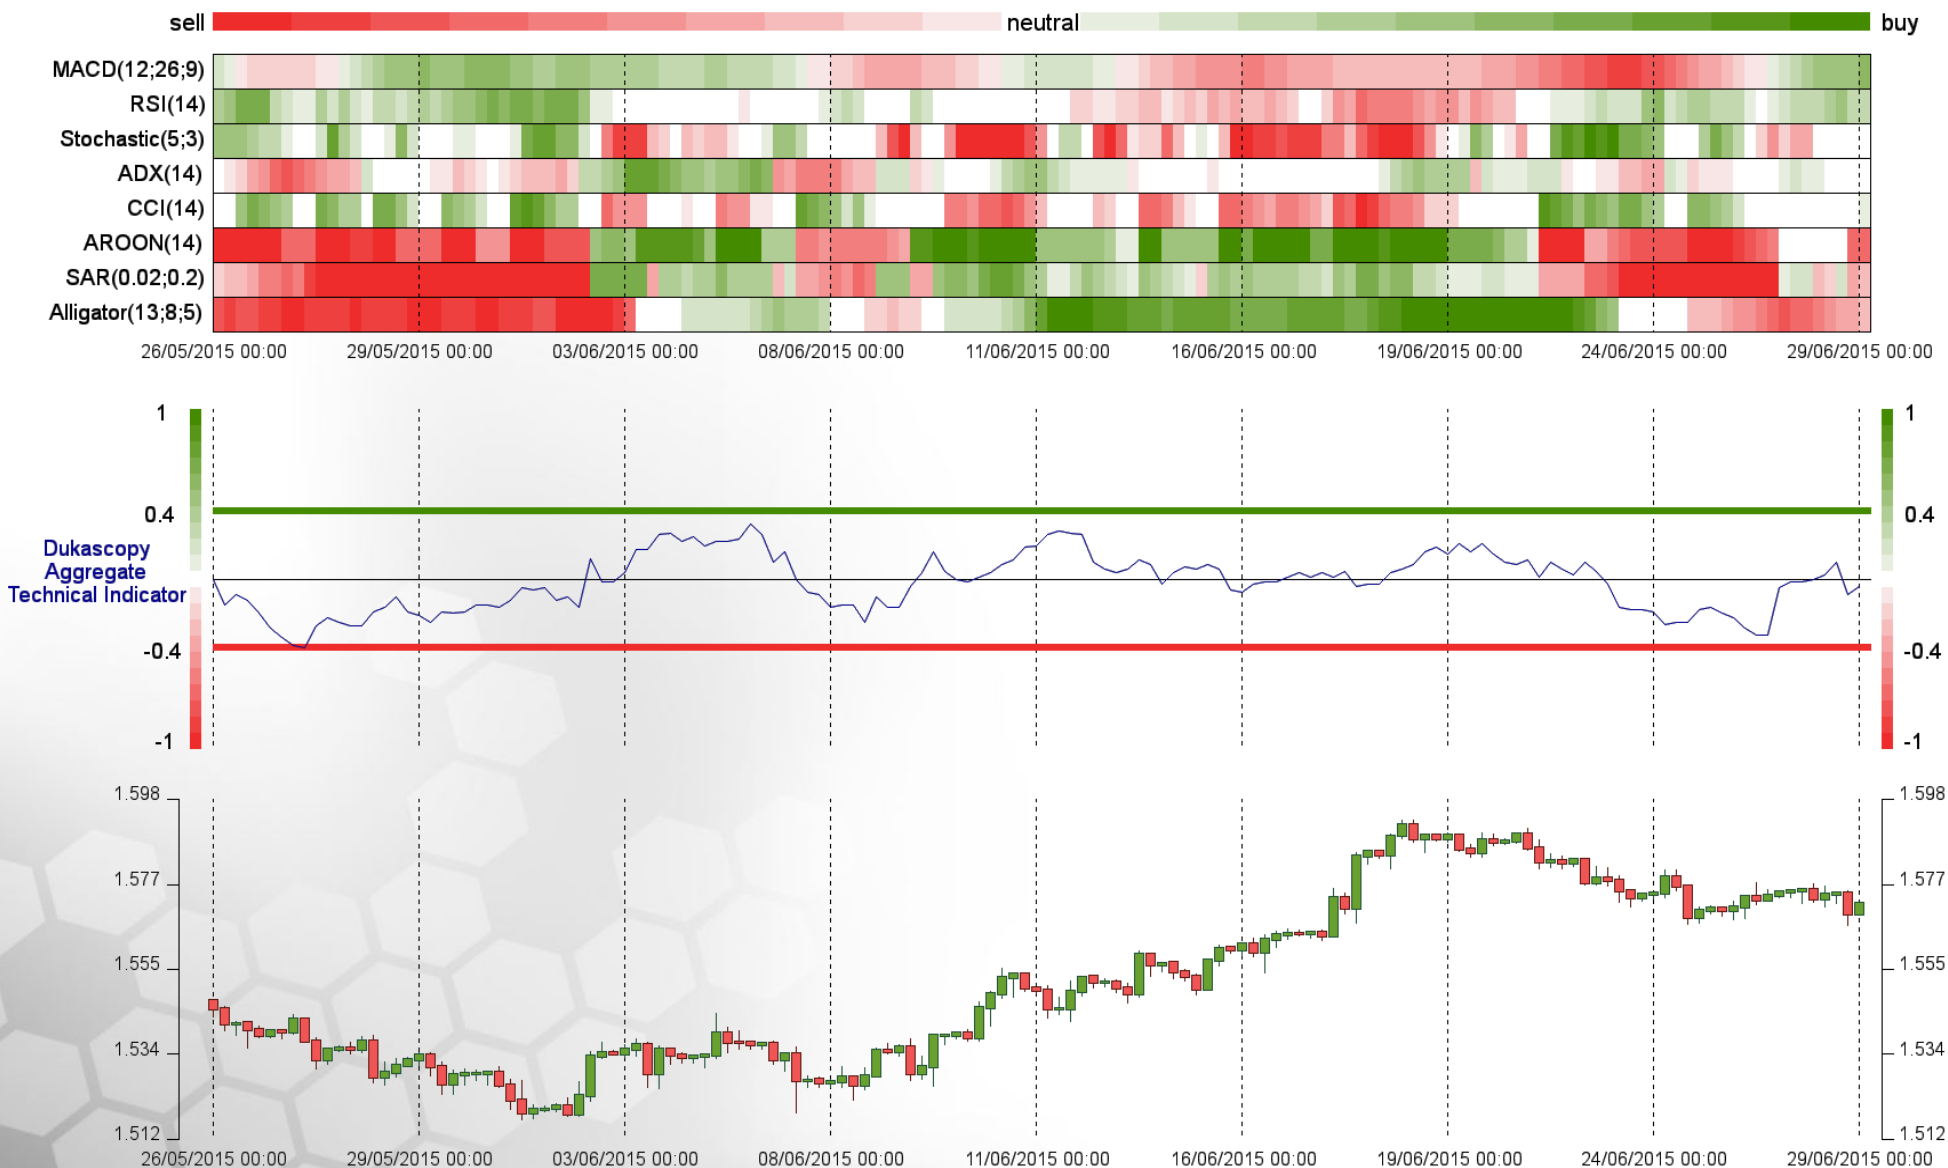 sell neutral buy
MACD(12;26;9)
RSI(14)
Stochastic(5;3)
ADX(14)
CCI(14)
AROON(14)
SAR(0.02;0.2)
Alligator(13;8;5)
26/05/2015 00:00 29/05/2015 00:00 03/06/2015 00:00 08/06/2015 00:00 11/06/2015 00:00 16/06/2015 00:00 19/06/2015 00:00 24/06/2015 00:00 29/06/2015 00:00
1 1
0.4 0.4
Dukascopy
Aggregate
Technical Indicator
-0.4 -0.4
-1 -1
1.598 1.598
1.577 1.577
1.555 1.555
1.534 1.534
1.512 1.512
26/05/2015 00:00 29/05/2015 00:00 03/06/2015 00:00 08/06/2015 00:00 11/06/2015 00:00 16/06/2015 00:00 19/06/2015 00:00 24/06/2015 00:00 29/06/2015 00:00